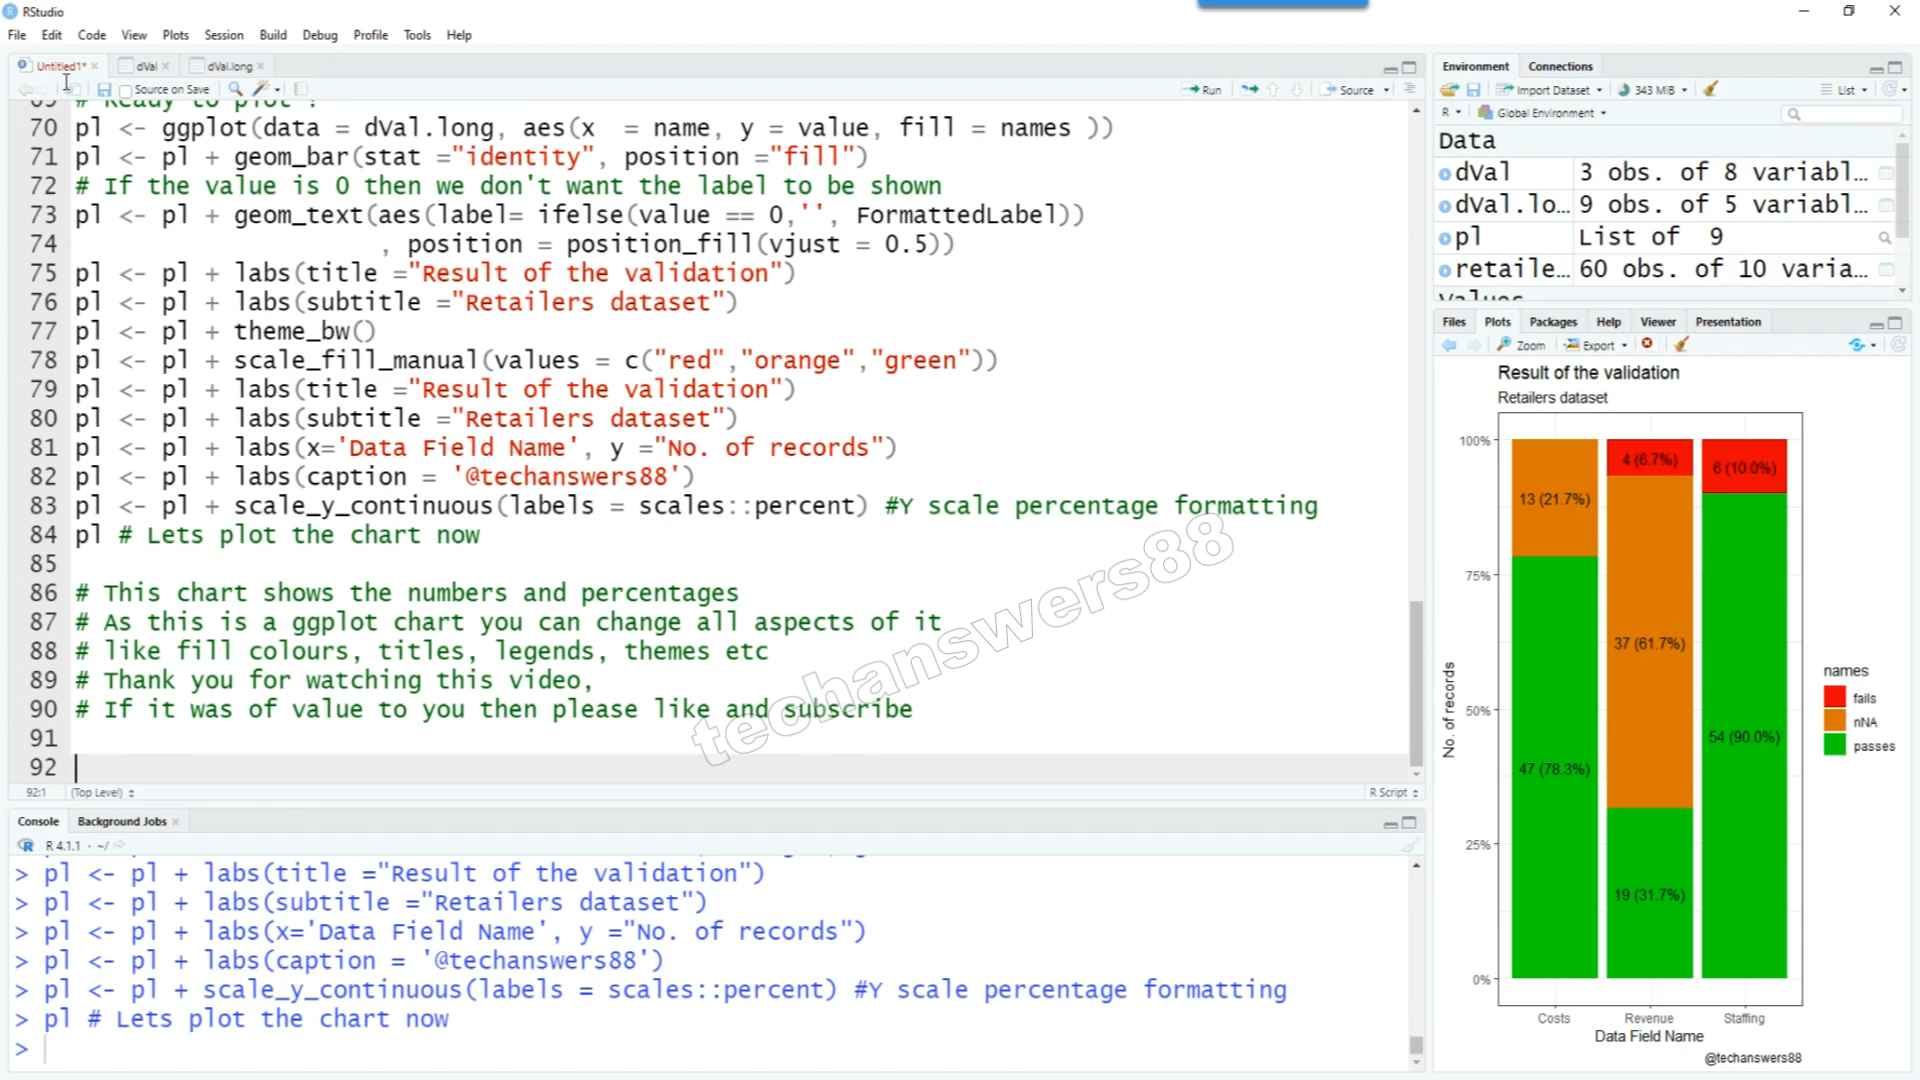 RStudio
File Edit Code View Plots Session Build Debug Profile Tools Help
Untitled1* dVal dVal.long
Source on Save Run Source
# Ready to plot !
70 pl <- ggplot(data = dVal.long, aes(x  = name, y = value, fill = names ))
71 pl <- pl + geom_bar(stat ="identity", position ="fill")
72 # If the value is 0 then we don't want the label to be shown
73 pl <- pl + geom_text(aes(label= ifelse(value == 0,'', FormattedLabel))
74 , position = position_fill(vjust = 0.5))
75 pl <- pl + labs(title ="Result of the validation")
76 pl <- pl + labs(subtitle ="Retailers dataset")
77 pl <- pl + theme_bw()
78 pl <- pl + scale_fill_manual(values = c("red","orange","green"))
79 pl <- pl + labs(title ="Result of the validation")
80 pl <- pl + labs(subtitle ="Retailers dataset")
81 pl <- pl + labs(x='Data Field Name', y ="No. of records")
82 pl <- pl + labs(caption = '@techanswers88')
83 pl <- pl + scale_y_continuous(labels = scales::percent) #Y scale percentage formatting
84 pl # Lets plot the chart now
85
86 # This chart shows the numbers and percentages
87 # As this is a ggplot chart you can change all aspects of it
88 # like fill colours, titles, legends, themes etc
89 # Thank you for watching this video,
90 # If it was of value to you then please like and subscribe
91
92
techanswers88
92:1 (Top Level) R Script
Console Background Jobs
R 4.1.1 · ~/
> pl <- pl + labs(title ="Result of the validation")
> pl <- pl + labs(subtitle ="Retailers dataset")
> pl <- pl + labs(x='Data Field Name', y ="No. of records")
> pl <- pl + labs(caption = '@techanswers88')
> pl <- pl + scale_y_continuous(labels = scales::percent) #Y scale percentage formatting
> pl # Lets plot the chart now
>
Environment Connections
Import Dataset 343 MiB List
R Global Environment
Data
dVal 3 obs. of 8 variabl...
dVal.lo... 9 obs. of 5 variabl...
pl List of 9
retaile... 60 obs. of 10 varia...
Values
Files Plots Packages Help Viewer Presentation
Zoom Export
Result of the validation
Retailers dataset
100%
75%
50%
25%
0%
No. of records
13 (21.7%)
47 (78.3%)
4 (6.7%)
37 (61.7%)
19 (31.7%)
6 (10.0%)
54 (90.0%)
names
fails
nNA
passes
Costs Revenue Staffing
Data Field Name
@techanswers88